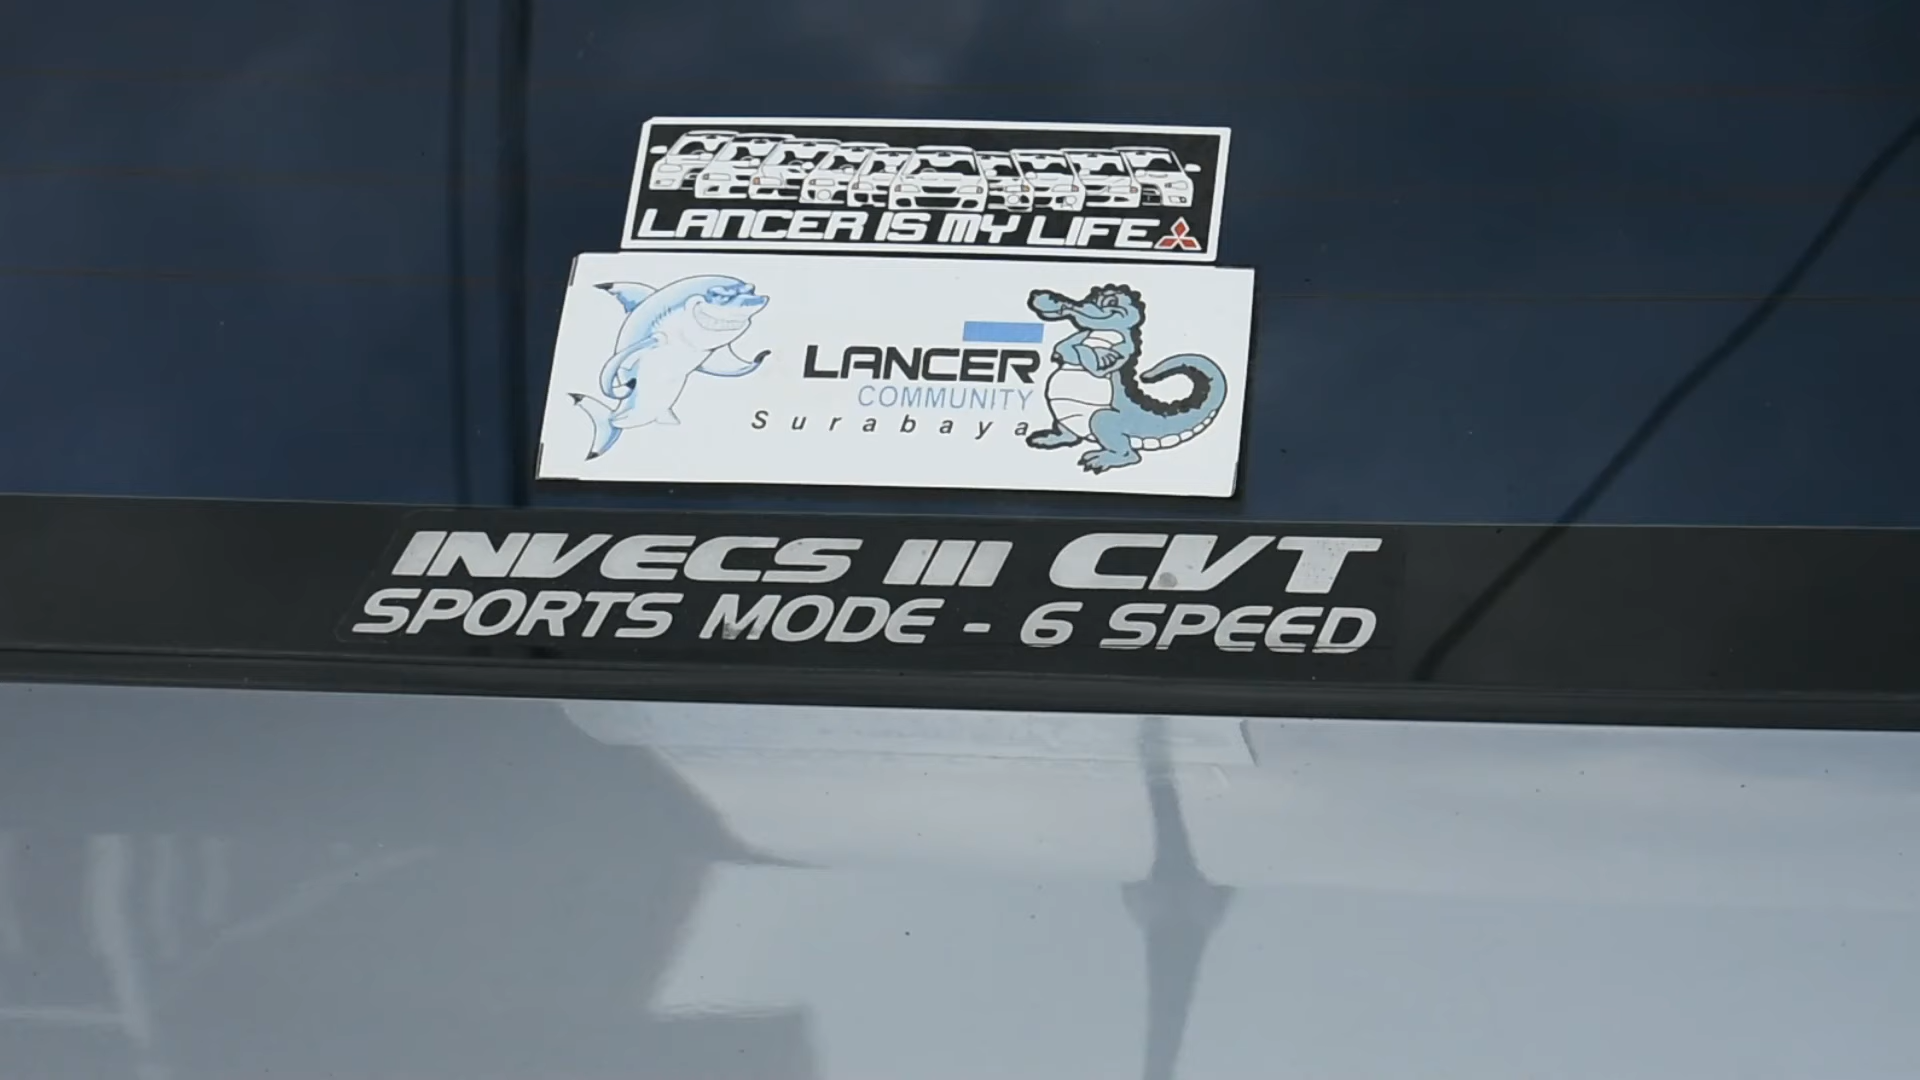 LANCER IS MY LIFE
LANCER
COMMUNITY
Surabaya
INVECS III CVT
SPORTS MODE - 6 SPEED